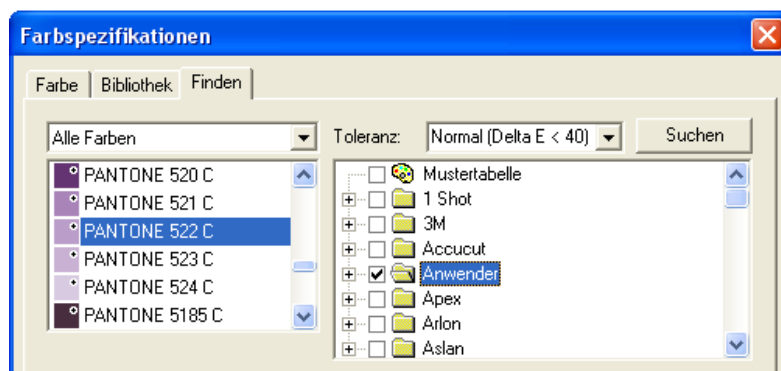 Farbspezifikationen
Farbe Bibliothek Finden
Alle Farben Toleranz: Normal (Delta E < 40) Suchen
PANTONE 520 C
PANTONE 521 C
PANTONE 522 C
PANTONE 523 C
PANTONE 524 C
PANTONE 5185 C
Mustertabelle
1 Shot
3M
Accucut
Anwender
Apex
Arlon
Aslan